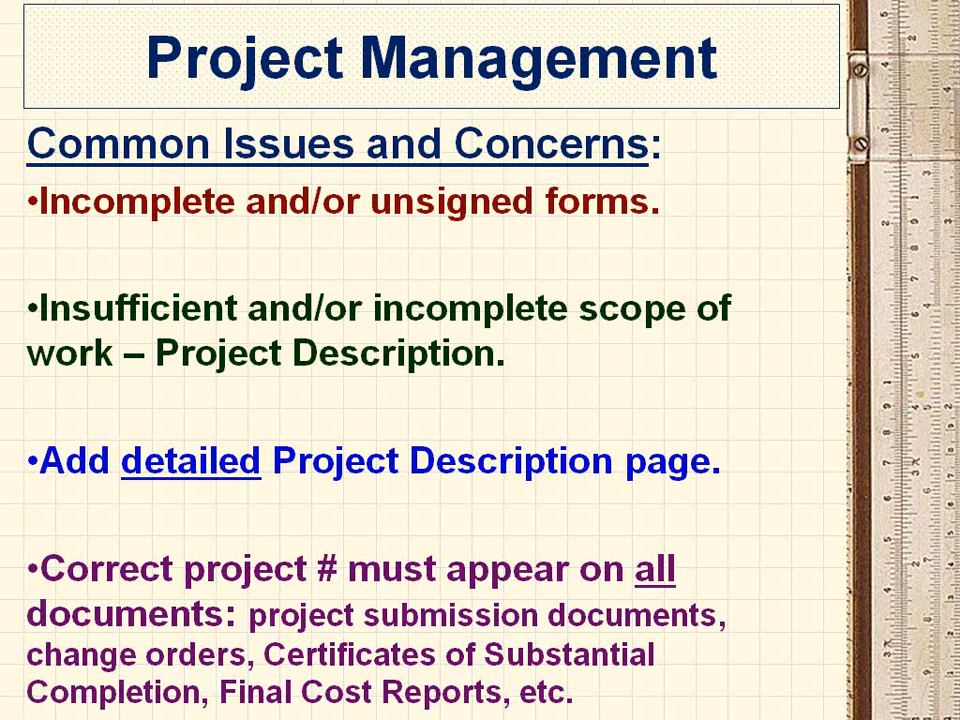 Project Management
Common Issues and Concerns:
•Incomplete and/or unsigned forms.
•Insufficient and/or incomplete scope of
work – Project Description.
•Add detailed Project Description page.
•Correct project # must appear on all
documents: project submission documents,
change orders, Certificates of Substantial
Completion, Final Cost Reports, etc.